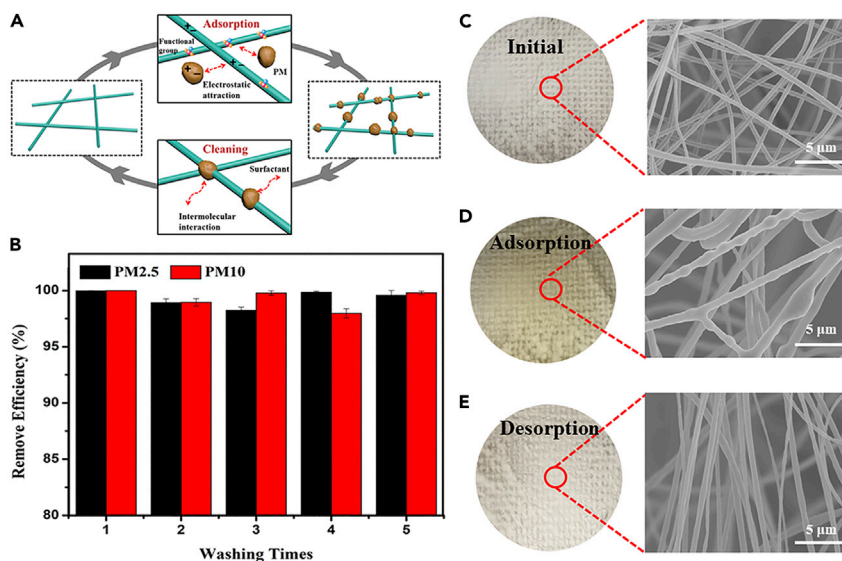 A
Adsorption
Functional
group
PM
Electrostatic
attraction
Cleaning
Surfactant
Intermolecular
interaction
B
PM2.5 PM10
Remove Efficiency (%)
100
95
90
85
80
1 2 3 4 5
Washing Times
C
Initial
5 μm
D
Adsorption
5 μm
E
Desorption
5 μm